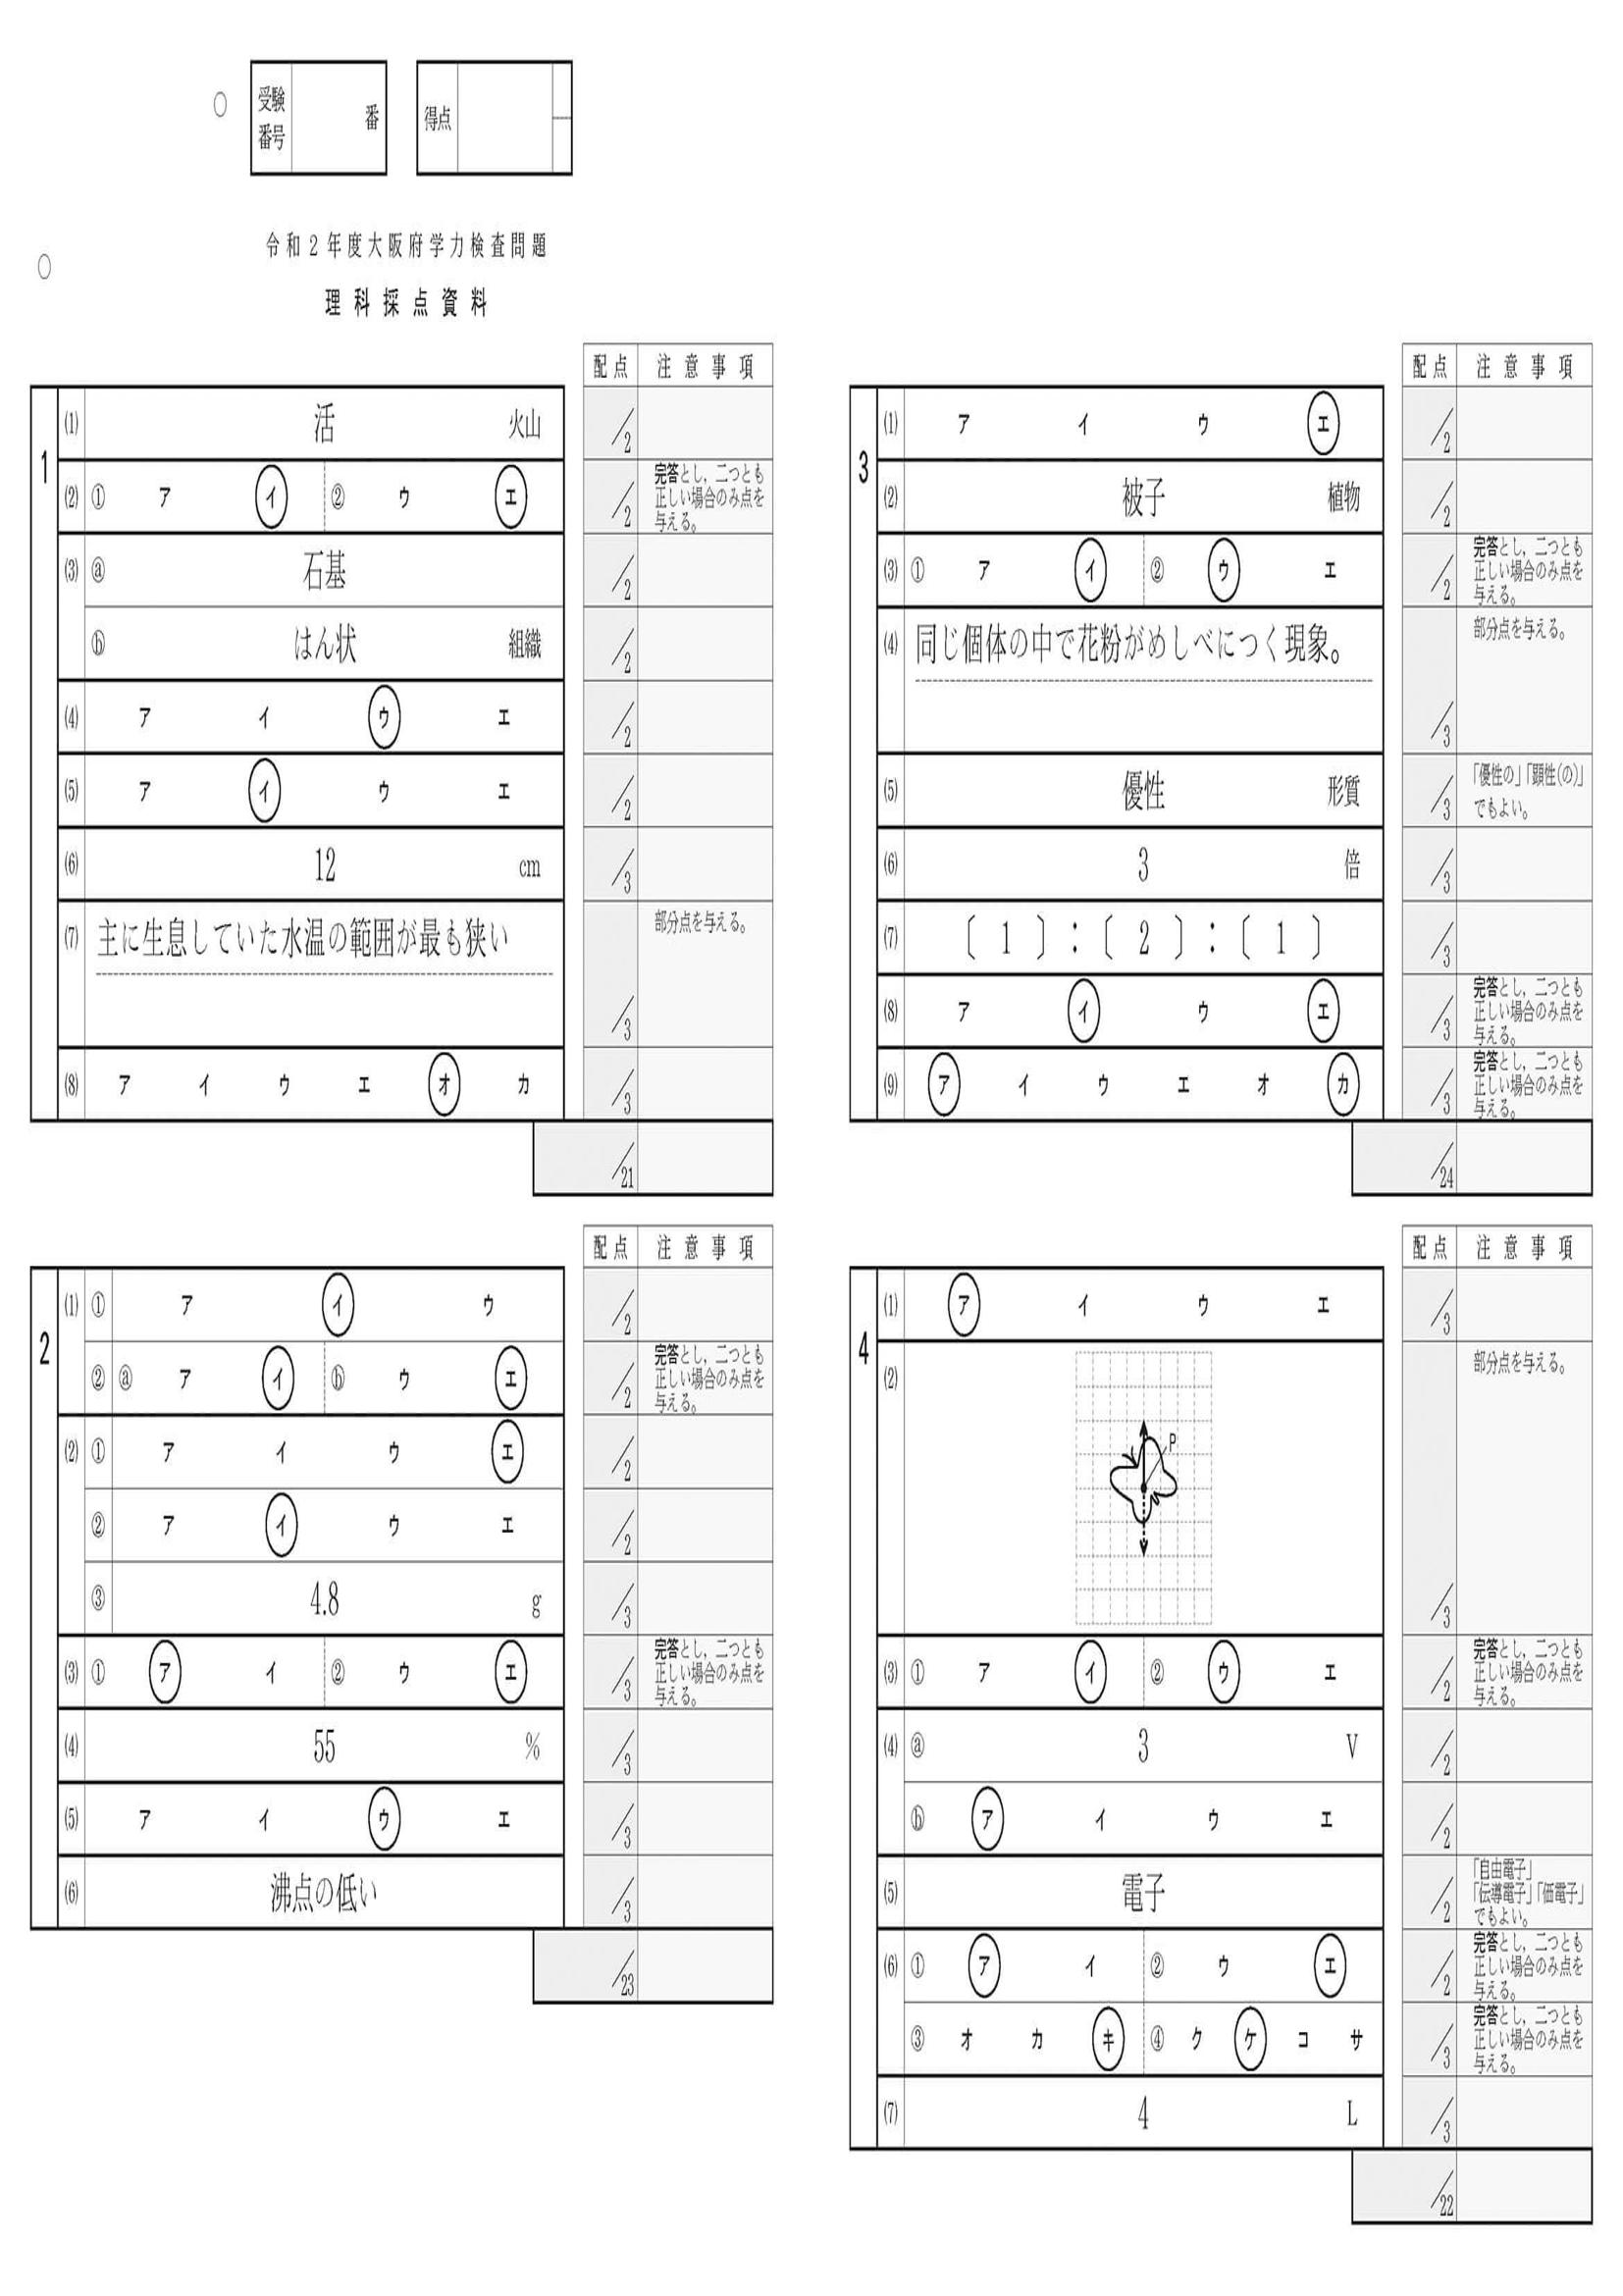 受験番号 番
得点
令和2年度大阪府学力検査問題
理科採点資料
配点 注意事項
1
(1) 活 火山 /2
(2) ① ア イ ② ウ エ /2 完答とし,二つとも正しい場合のみ点を与える。
(3) ⓐ 石基 /2
ⓑ はん状 組織 /2
(4) ア イ ウ エ /2
(5) ア イ ウ エ /2
(6) 12 cm /3
(7) 主に生息していた水温の範囲が最も狭い /3 部分点を与える。
(8) ア イ ウ エ オ カ /3
/21
配点 注意事項
2
(1) ① ア イ ウ /2
② ⓐ ア イ ⓑ ウ エ /2 完答とし,二つとも正しい場合のみ点を与える。
(2) ① ア イ ウ エ /2
② ア イ ウ エ /2
③ 4.8 g /3
(3) ① ア イ ② ウ エ /3 完答とし,二つとも正しい場合のみ点を与える。
(4) 55 % /3
(5) ア イ ウ エ /3
(6) 沸点の低い /3
/23
配点 注意事項
3
(1) ア イ ウ エ /2
(2) 被子 植物 /2
(3) ① ア イ ② ウ エ /2 完答とし,二つとも正しい場合のみ点を与える。
(4) 同じ個体の中で花粉がめしべにつく現象。 /3 部分点を与える。
(5) 優性 形質 /3 「優性の」「顕性(の)」でもよい。
(6) 3 倍 /3
(7) 〔 1 〕:〔 2 〕:〔 1 〕 /3
(8) ア イ ウ エ /3 完答とし,二つとも正しい場合のみ点を与える。
(9) ア イ ウ エ オ カ /3 完答とし,二つとも正しい場合のみ点を与える。
/24
配点 注意事項
4
(1) ア イ ウ エ /3
(2) P /3 部分点を与える。
(3) ① ア イ ② ウ エ /2 完答とし,二つとも正しい場合のみ点を与える。
(4) ⓐ 3 V /2
ⓑ ア イ ウ エ /2
(5) 電子 /2 「自由電子」「伝導電子」「価電子」でもよい。
(6) ① ア イ ② ウ エ /2 完答とし,二つとも正しい場合のみ点を与える。
③ オ カ キ ④ ク ケ コ サ /3 完答とし,二つとも正しい場合のみ点を与える。
(7) 4 L /3
/22